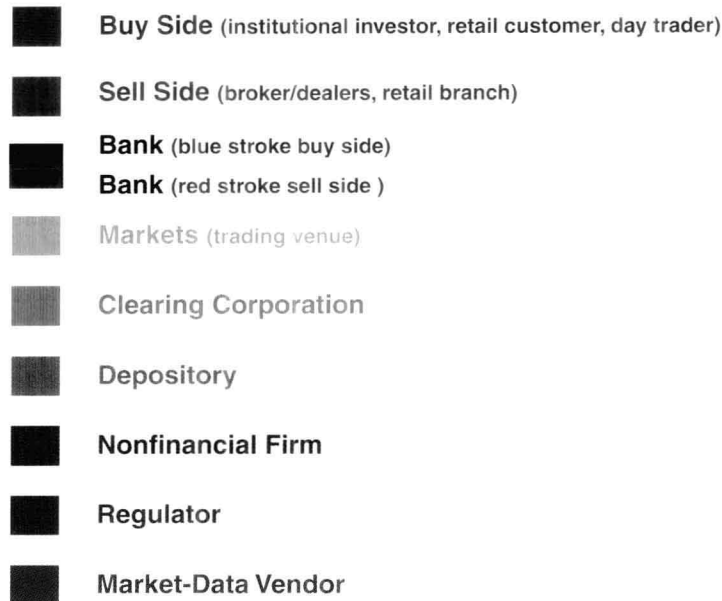 Buy Side (institutional investor, retail customer, day trader)
Sell Side (broker/dealers, retail branch)
Bank (blue stroke buy side)
Bank (red stroke sell side )
Markets (trading venue)
Clearing Corporation
Depository
Nonfinancial Firm
Regulator
Market-Data Vendor